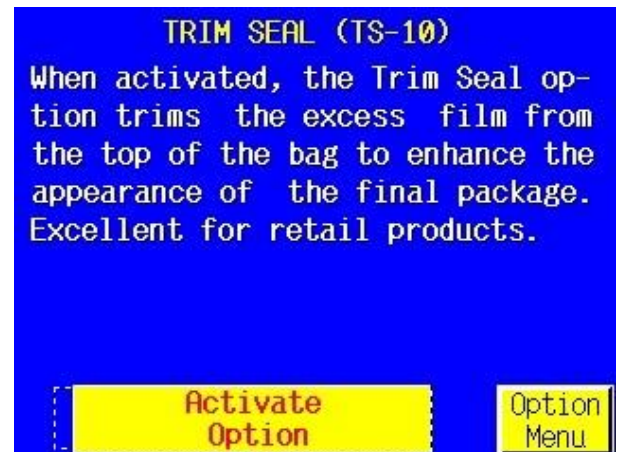 TRIM SEAL (TS-10)
When activated, the Trim Seal op-
tion trims the excess film from
the top of the bag to enhance the
appearance of the final package.
Excellent for retail products.
Activate
Option
Option
Menu